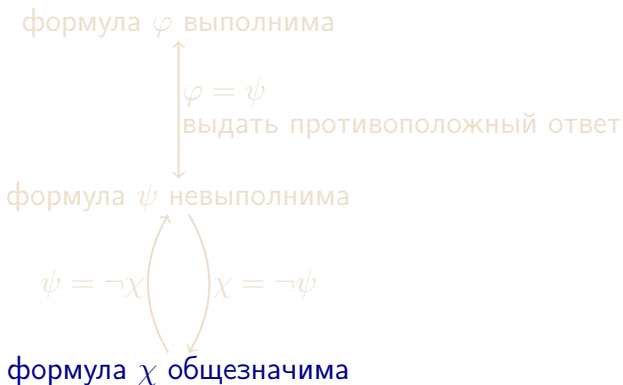 формула φ выполнима
φ = ψ
выдать противоположный ответ
формула ψ невыполнима
ψ = ¬χ
χ = ¬ψ
формула χ общезначима